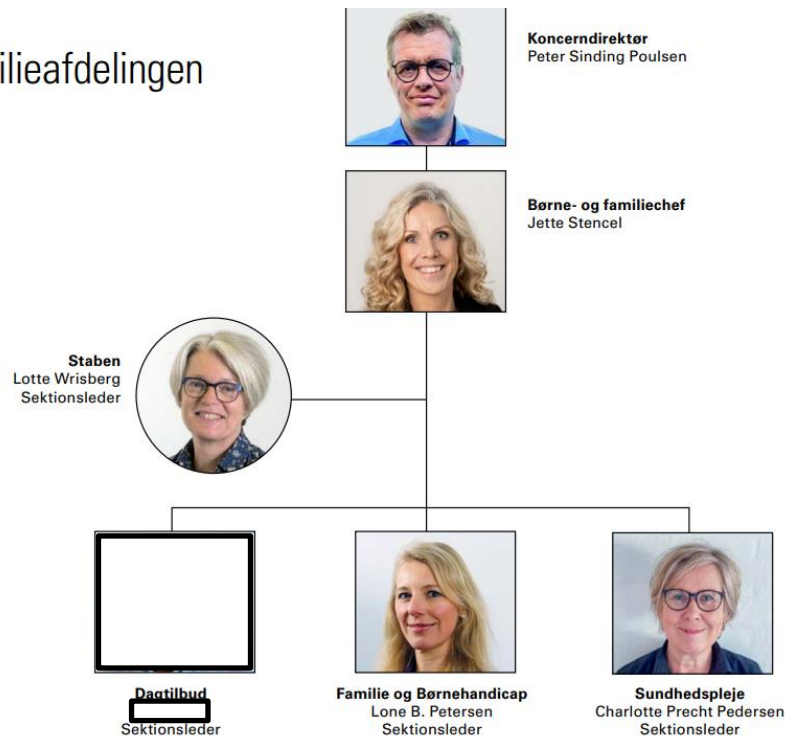 ilieafdelingen
Koncerndirektør
Peter Sinding Poulsen
Børne- og familiechef
Jette Stencel
Staben
Lotte Wrisberg
Sektionsleder
Dagtilbud
Sektionsleder
Familie og Børnehandicap
Lone B. Petersen
Sektionsleder
Sundhedspleje
Charlotte Precht Pedersen
Sektionsleder